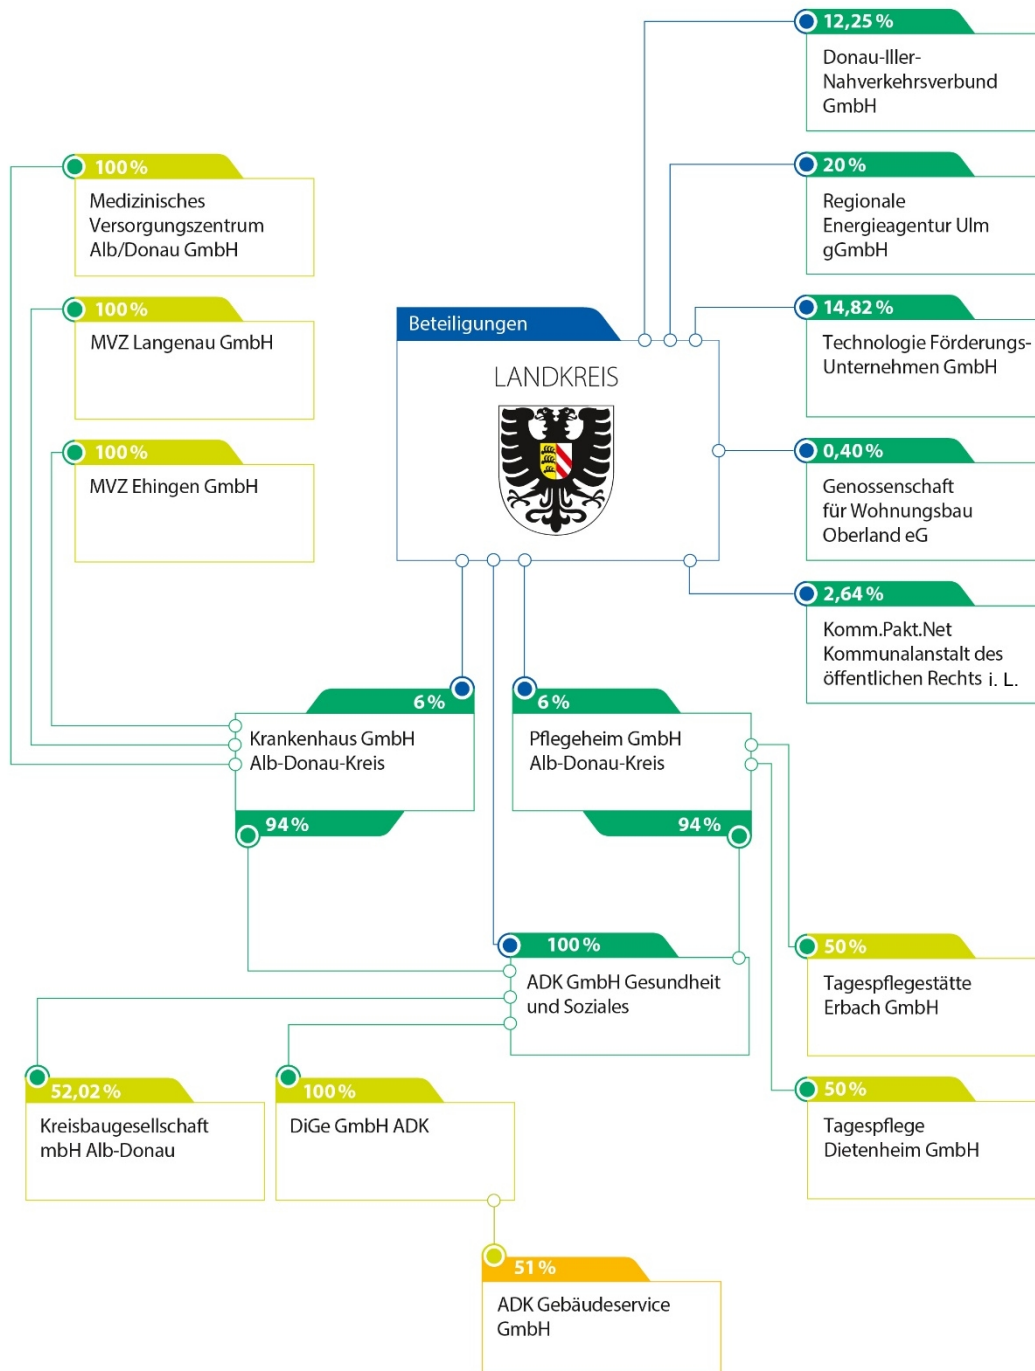 12,25 %
Donau-Iller-
Nahverkehrsverbund
GmbH
100 %
Medizinisches
Versorgungszentrum
Alb/Donau GmbH
20 %
Regionale
Energieagentur Ulm
gGmbH
100 %
MVZ Langenau GmbH
Beteiligungen
LANDKREIS
14,82 %
Technologie Förderungs-
Unternehmen GmbH
100 %
MVZ Ehingen GmbH
0,40 %
Genossenschaft
für Wohnungsbau
Oberland eG
2,64 %
Komm.Pakt.Net
Kommunalanstalt des
öffentlichen Rechts i. L.
6 %
Krankenhaus GmbH
Alb-Donau-Kreis
94 %
6 %
Pflegeheim GmbH
Alb-Donau-Kreis
94 %
100 %
ADK GmbH Gesundheit
und Soziales
50 %
Tagespflegestätte
Erbach GmbH
52,02 %
Kreisbaugesellschaft
mbH Alb-Donau
100 %
DiGe GmbH ADK
50 %
Tagespflege
Dietenheim GmbH
51 %
ADK Gebäudeservice
GmbH